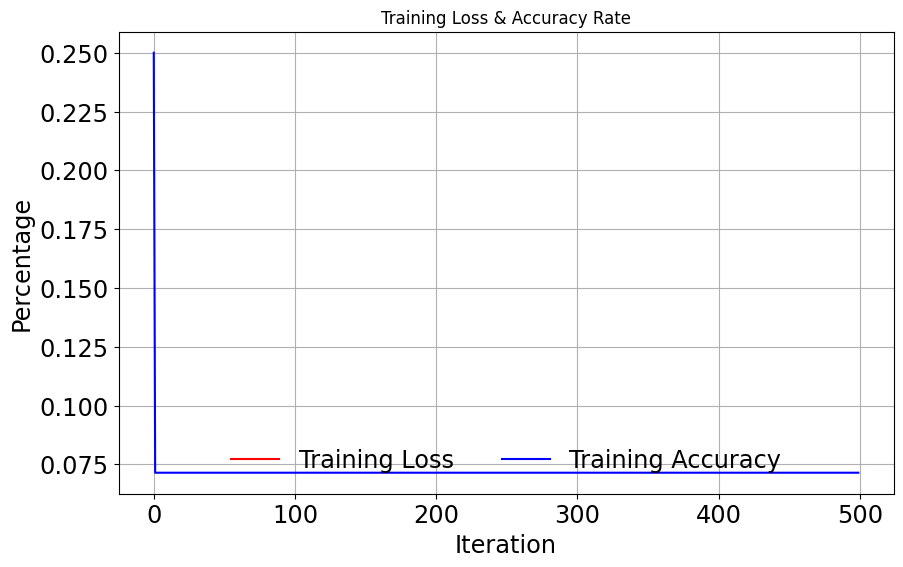 Training Loss & Accuracy Rate
0.250
0.225
0.200
0.175
0.150
0.125
0.100
0.075
Percentage
Training Loss
Training Accuracy
0
100
200
300
400
500
Iteration